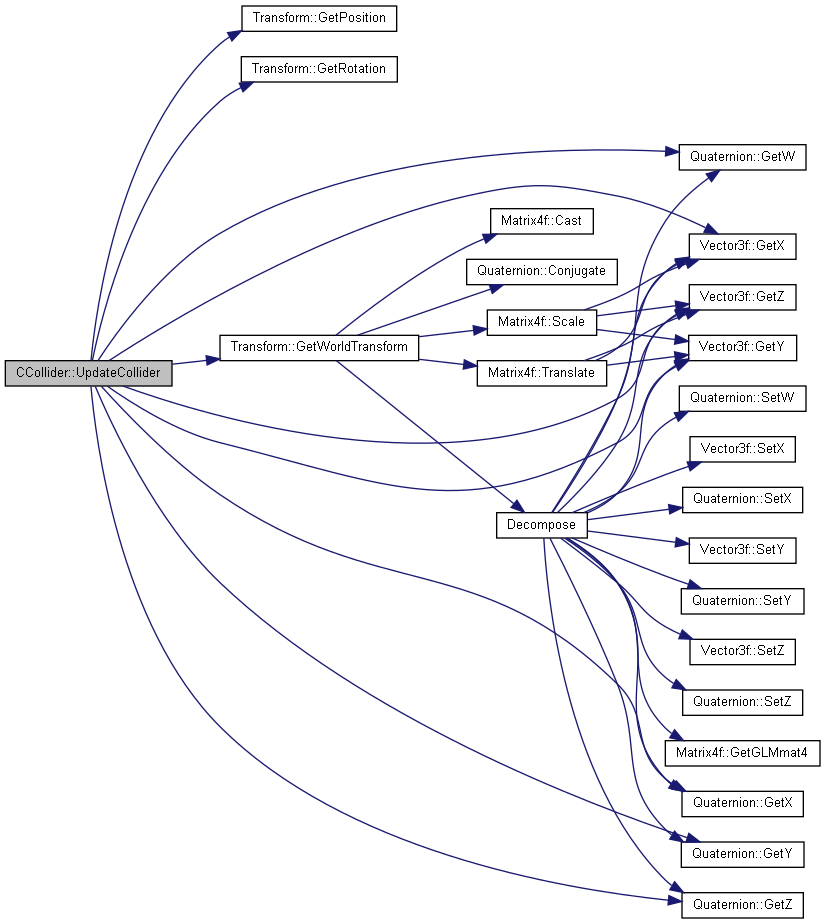 Transform::GetPosition
Transform::GetRotation
Quaternion::GetW
Matrix4f::Cast
Vector3f::GetX
Quaternion::Conjugate
Vector3f::GetZ
Matrix4f::Scale
Transform::GetWorldTransform
Vector3f::GetY
CCollider::UpdateCollider
Matrix4f::Translate
Quaternion::SetW
Vector3f::SetX
Quaternion::SetX
Decompose
Vector3f::SetY
Quaternion::SetY
Vector3f::SetZ
Quaternion::SetZ
Matrix4f::GetGLMmat4
Quaternion::GetX
Quaternion::GetY
Quaternion::GetZ